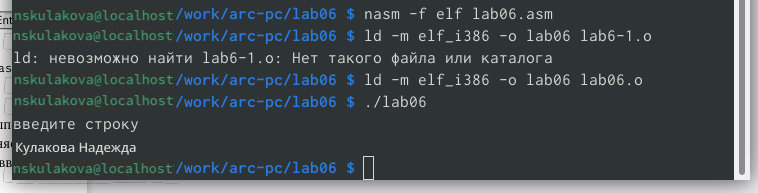 nskulakova@localhost/work/arc-pc/lab06 $ nasm -f elf lab06.asm
nskulakova@localhost/work/arc-pc/lab06 $ ld -m elf_i386 -o lab06 lab6-1.o
ld: невозможно найти lab6-1.o: Нет такого файла или каталога
nskulakova@localhost/work/arc-pc/lab06 $ ld -m elf_i386 -o lab06 lab06.o
nskulakova@localhost/work/arc-pc/lab06 $ ./lab06
введите строку
Кулакова Надежда
nskulakova@localhost/work/arc-pc/lab06 $